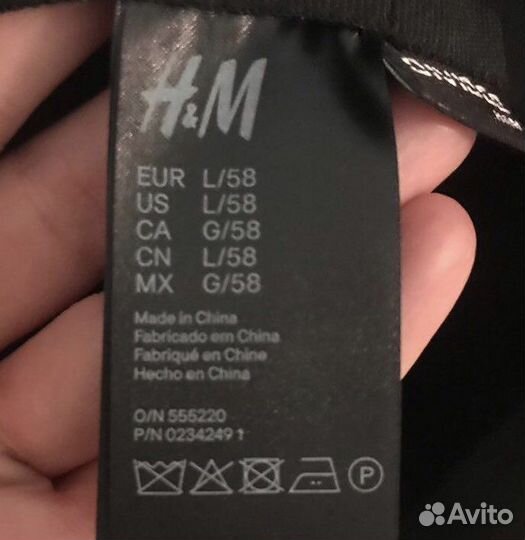 H&M
EUR L/58
US L/58
CA G/58
CN L/58
MX G/58
Made in China
Fabricado em China
Fabriqué en Chine
Hecho en China
O/N 555220
P/N 0234249 1
P
Avito